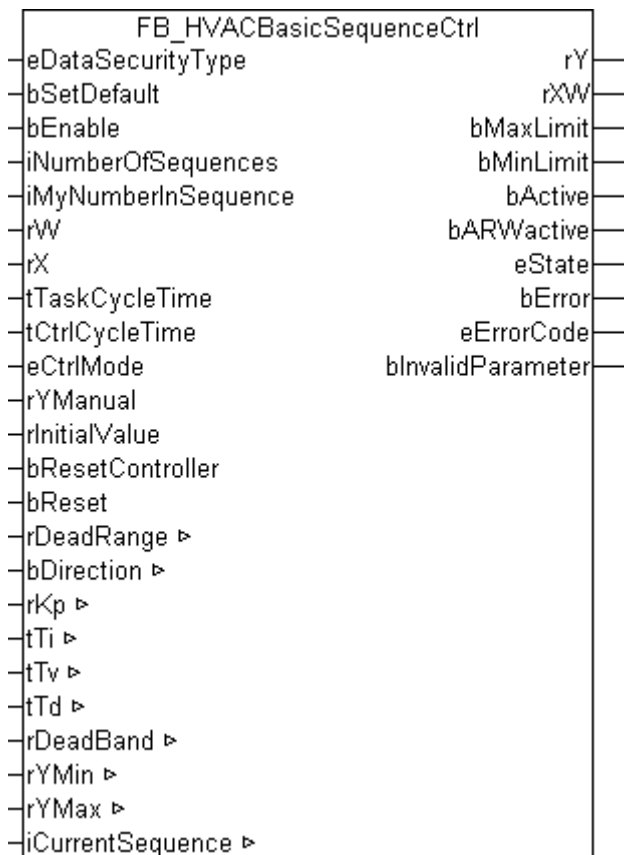 FB_HVACBasicSequenceCtrl
eDataSecurityType rY
bSetDefault rXW
bEnable bMaxLimit
iNumberOfSequences bMinLimit
iMyNumberInSequence bActive
rW bARWactive
rX eState
tTaskCycleTime bError
tCtrlCycleTime eErrorCode
eCtrlMode bInvalidParameter
rYManual
rInitialValue
bResetController
bReset
rDeadRange ▹
bDirection ▹
rKp ▹
tTi ▹
tTv ▹
tTd ▹
rDeadBand ▹
rYMin ▹
rYMax ▹
iCurrentSequence ▹